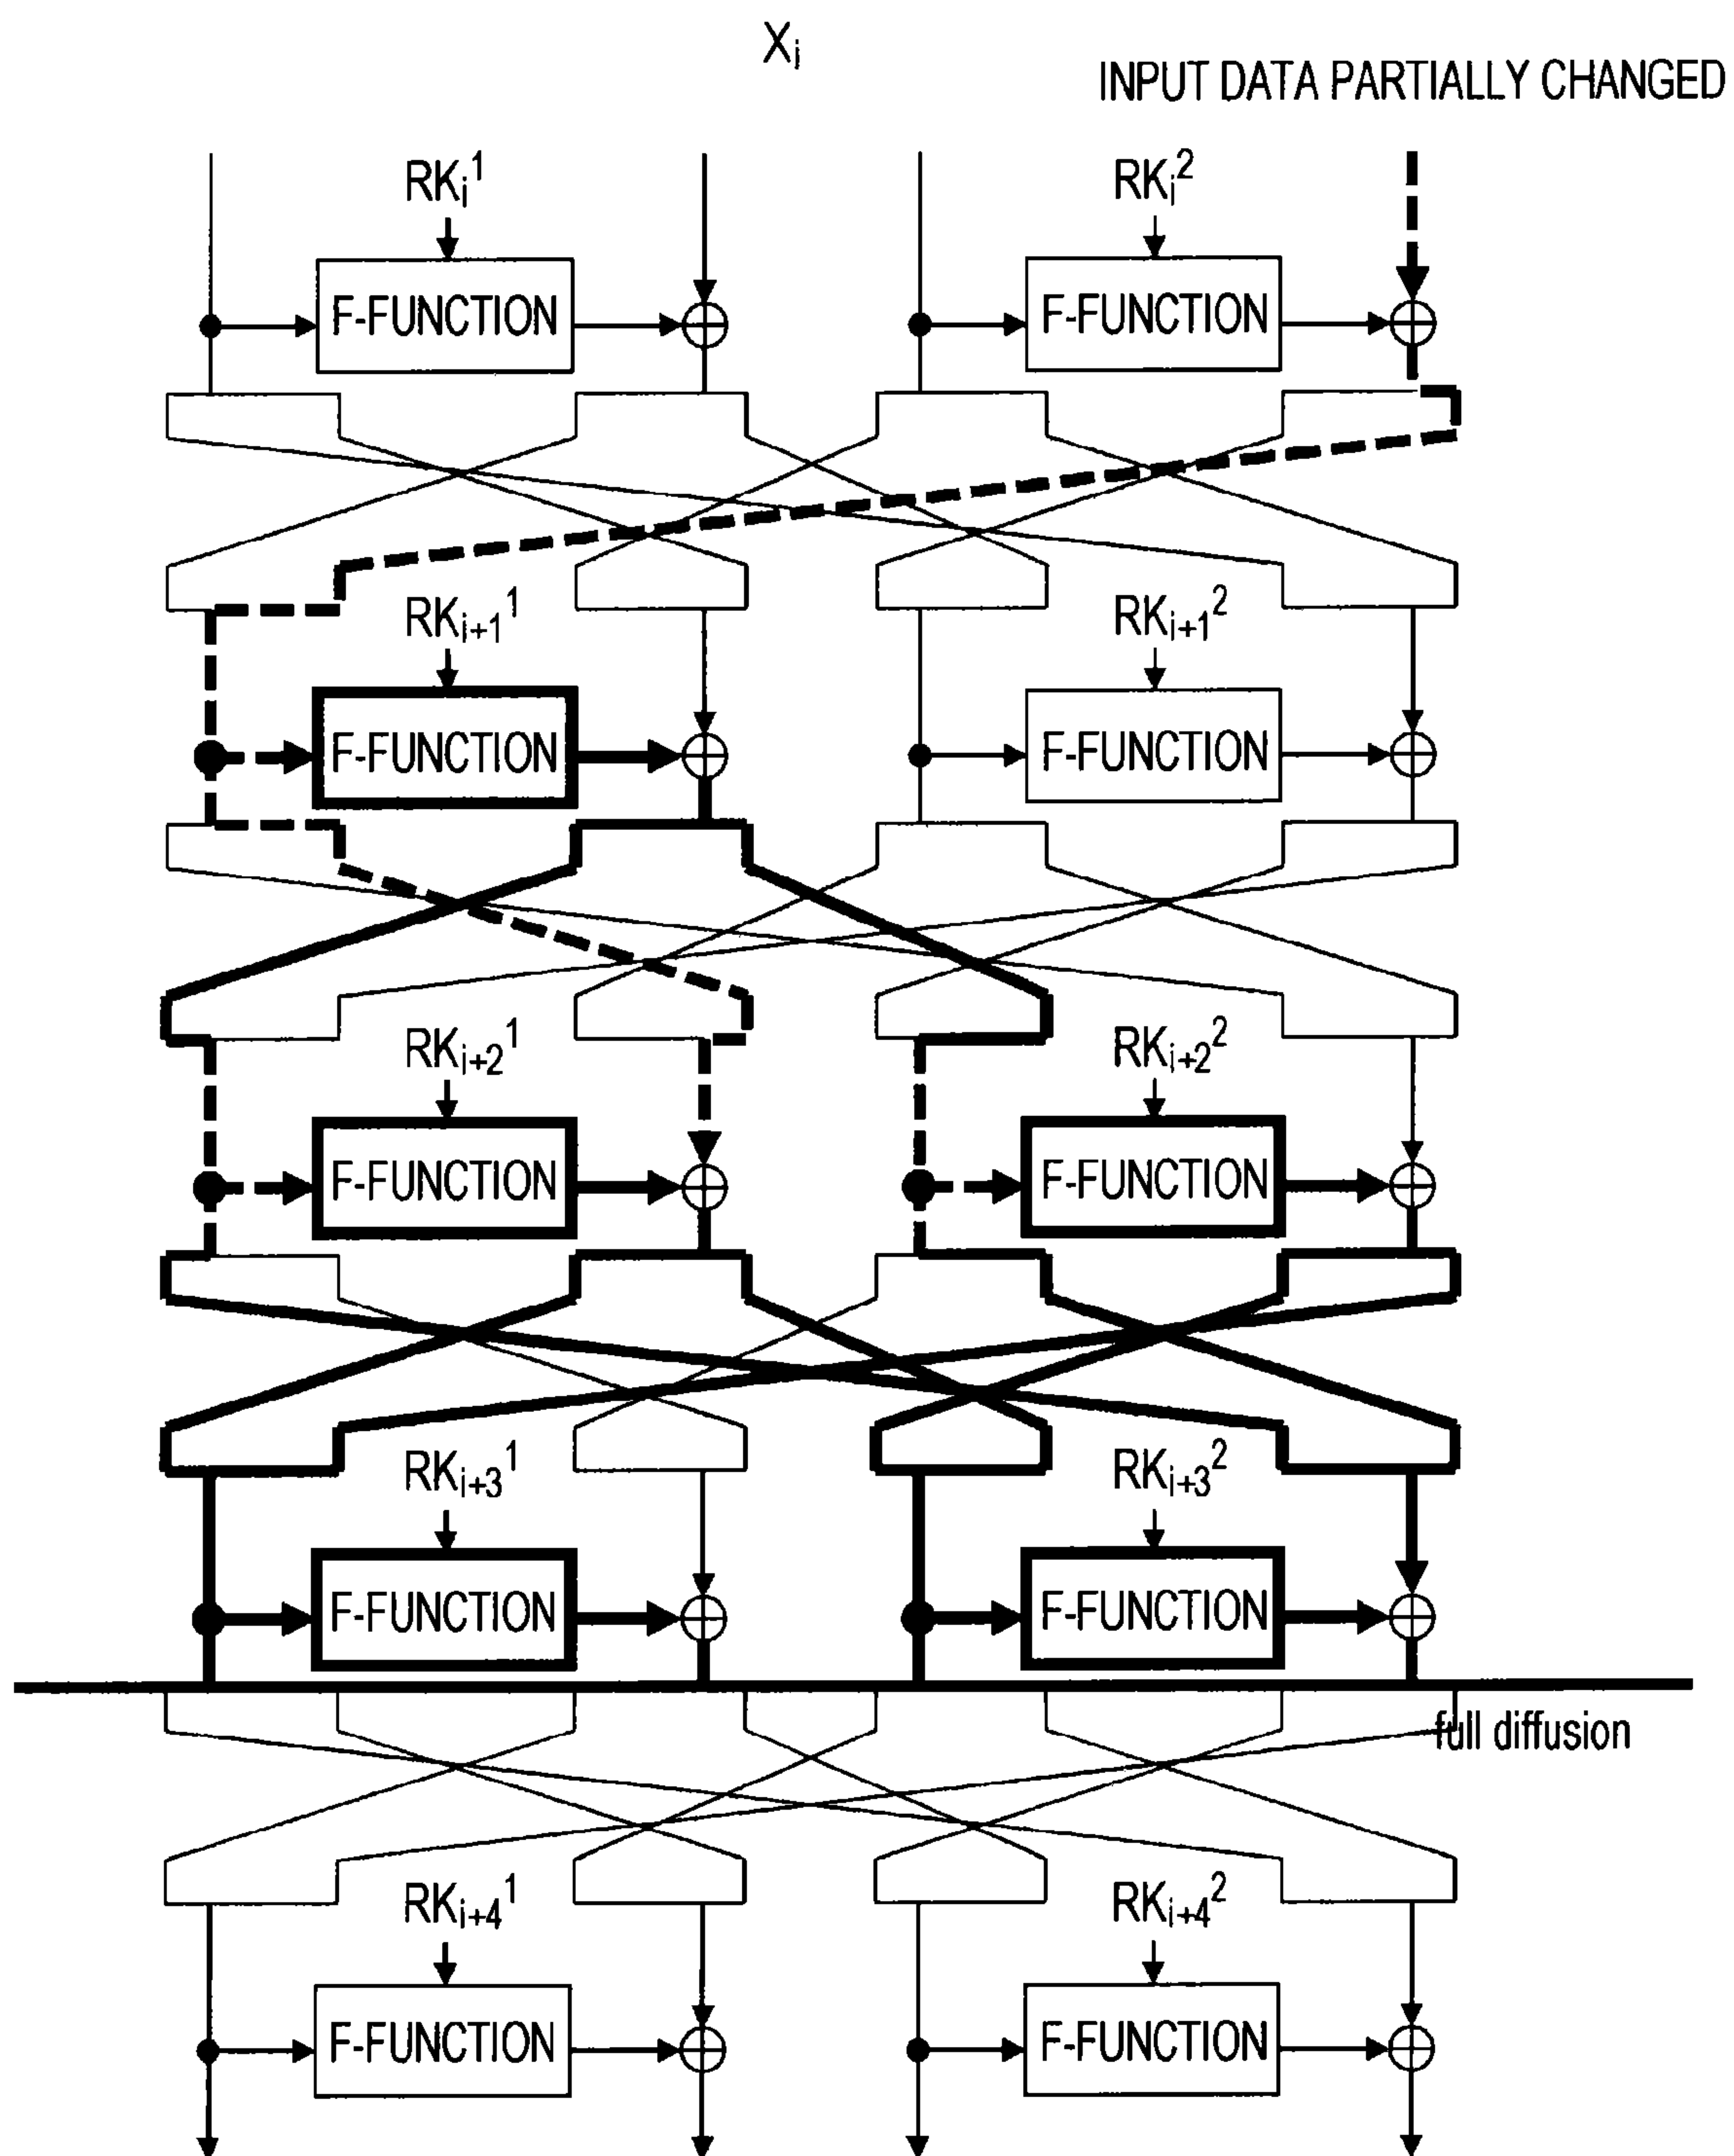 Xᵢ
INPUT DATA PARTIALLY CHANGED
RKᵢ¹ RKᵢ²
F-FUNCTION F-FUNCTION
RKᵢ₊₁¹ RKᵢ₊₁²
F-FUNCTION F-FUNCTION
RKᵢ₊₂¹ RKᵢ₊₂²
F-FUNCTION F-FUNCTION
RKᵢ₊₃¹ RKᵢ₊₃²
F-FUNCTION F-FUNCTION
full diffusion
RKᵢ₊₄¹ RKᵢ₊₄²
F-FUNCTION F-FUNCTION